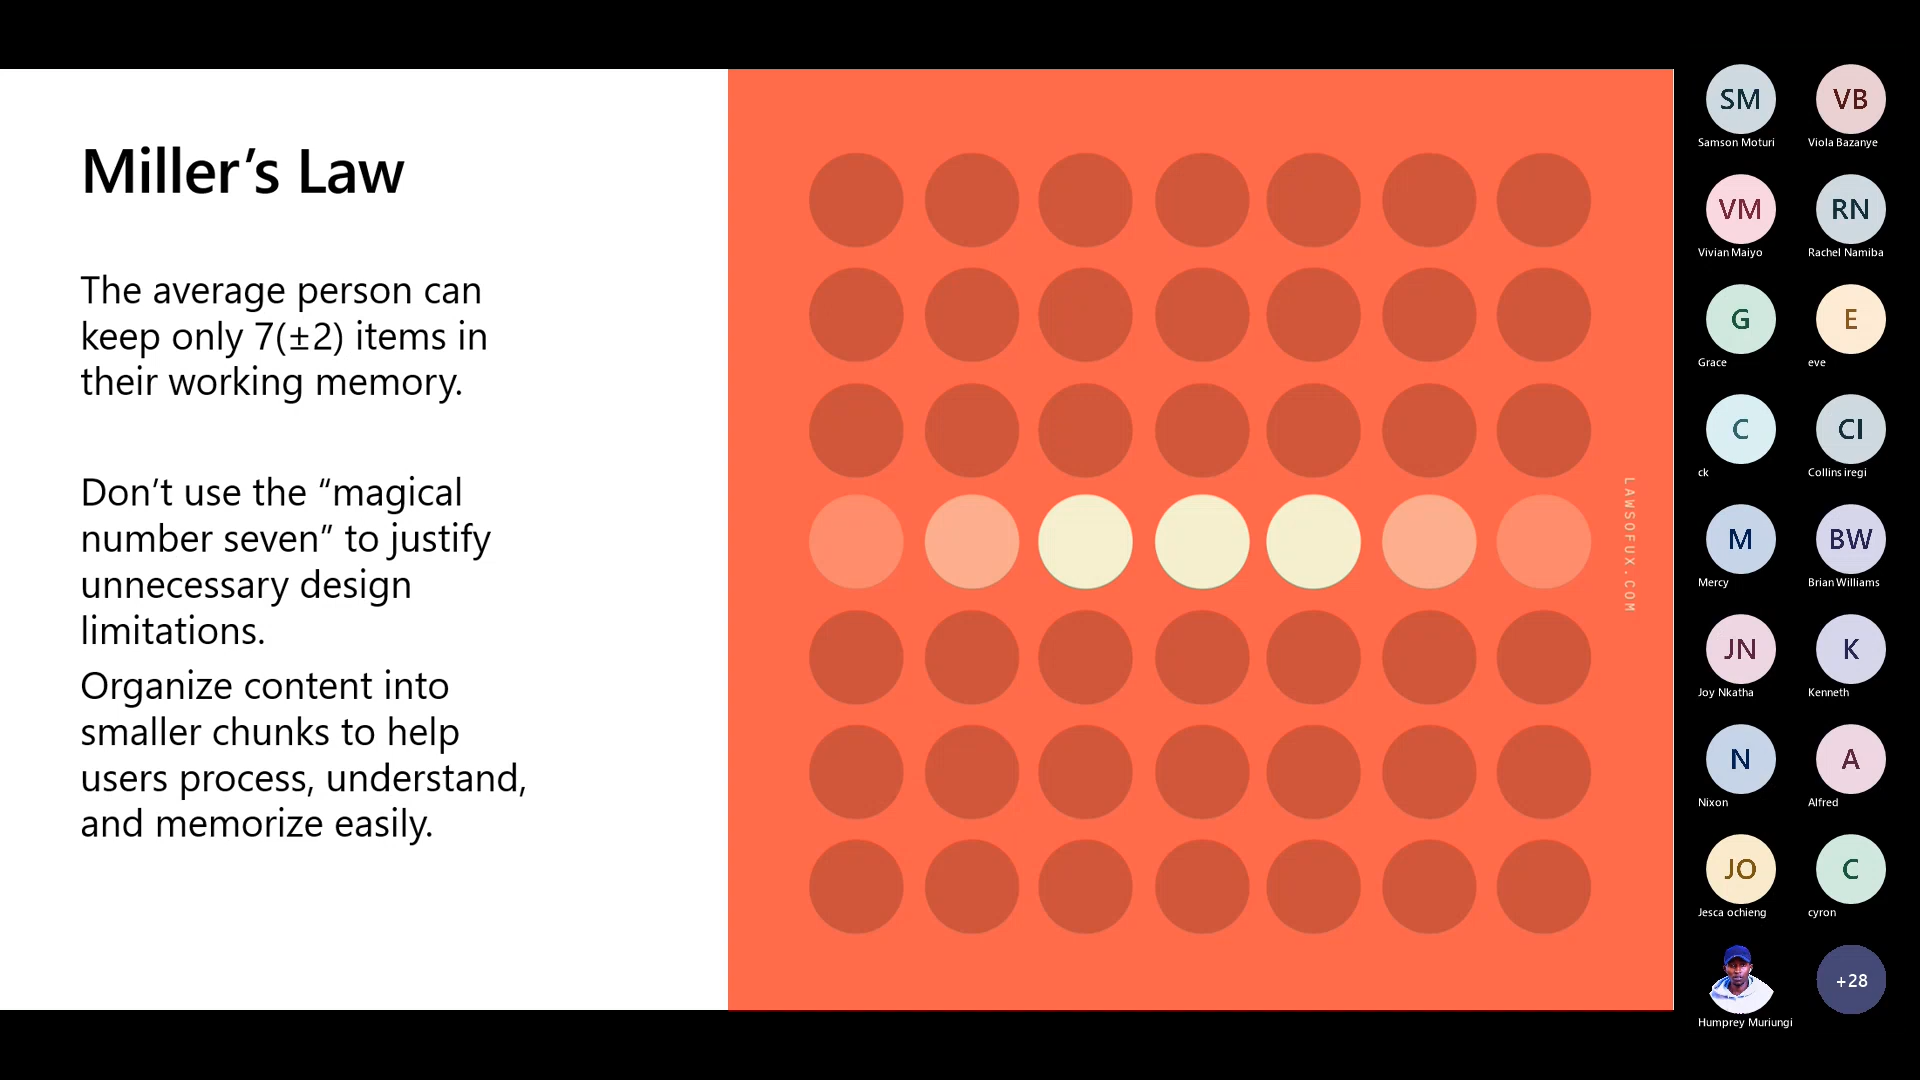 Miller’s Law
The average person can
keep only 7(±2) items in
their working memory.
Don’t use the “magical
number seven” to justify
unnecessary design
limitations.
Organize content into
smaller chunks to help
users process, understand,
and memorize easily.
LAWSOFUX.COM
SM
VB
Samson Moturi
Viola Bazanye
VM
RN
Vivian Maiyo
Rachel Namiba
G
E
Grace
eve
C
CI
ck
Collins iregi
M
BW
Mercy
Brian Williams
JN
K
Joy Nkatha
Kenneth
N
A
Nixon
Alfred
JO
C
Jesca ochieng
cyron
+28
Humprey Muriungi